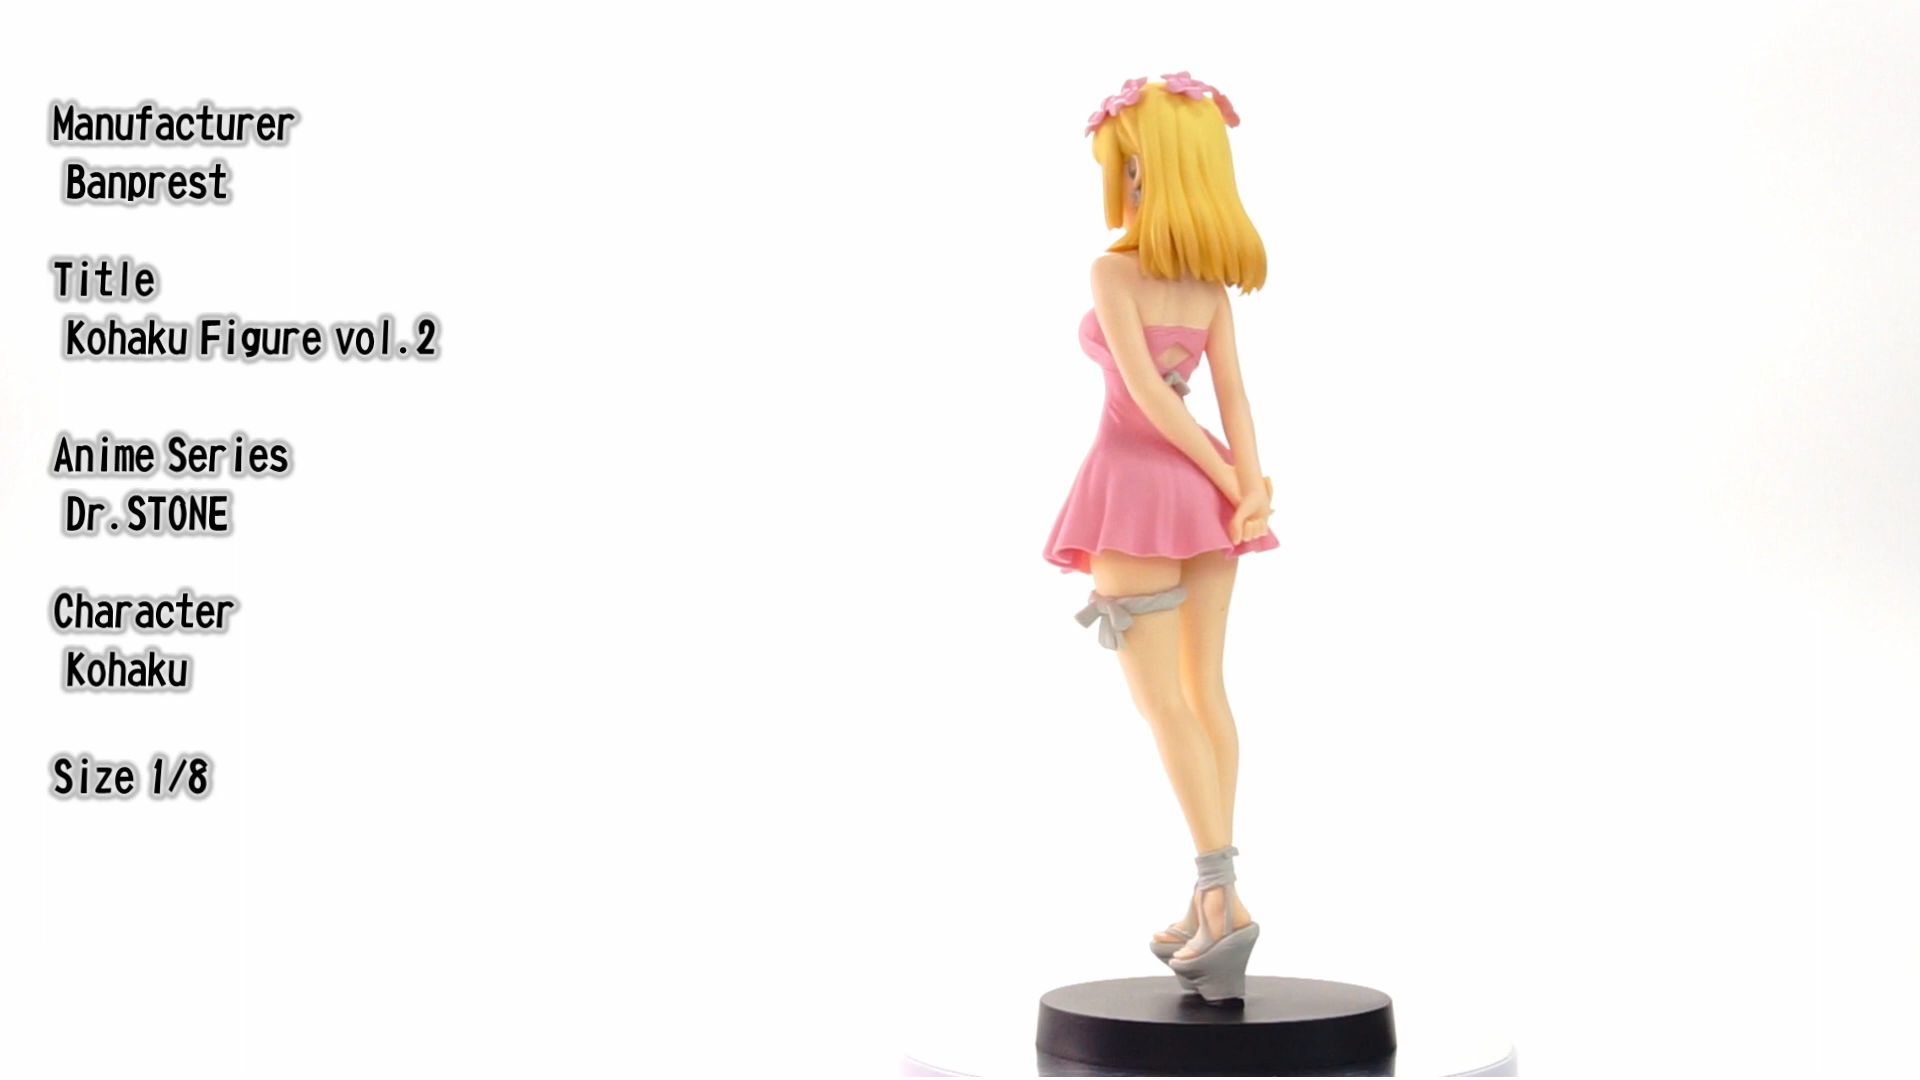 Manufacturer
Banprest
Title
Kohaku Figure vol.2
Anime Series
Dr.STONE
Character
Kohaku
Size 1/8